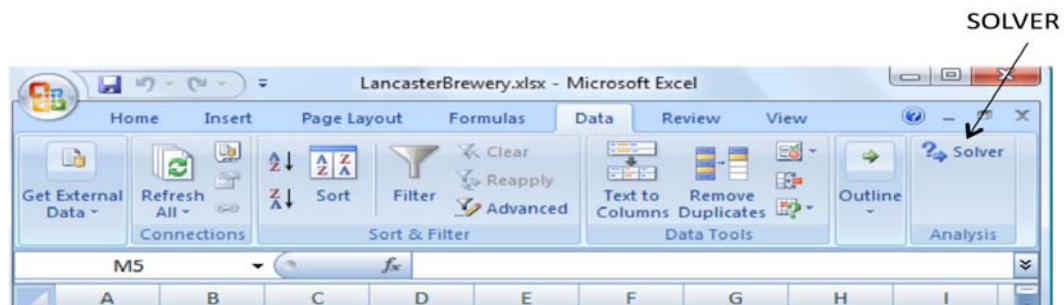 SOLVER
LancasterBrewery.xlsx - Microsoft Excel
Home Insert Page Layout Formulas Data Review View
Get External Data
Refresh All
Connections
A Z
Z A
A Z
Z A
Sort
Filter
Clear
Reapply
Advanced
Sort & Filter
Text to Columns
Remove Duplicates
Data Tools
Outline
Solver
Analysis
M5 fx
A B C D E F G H I